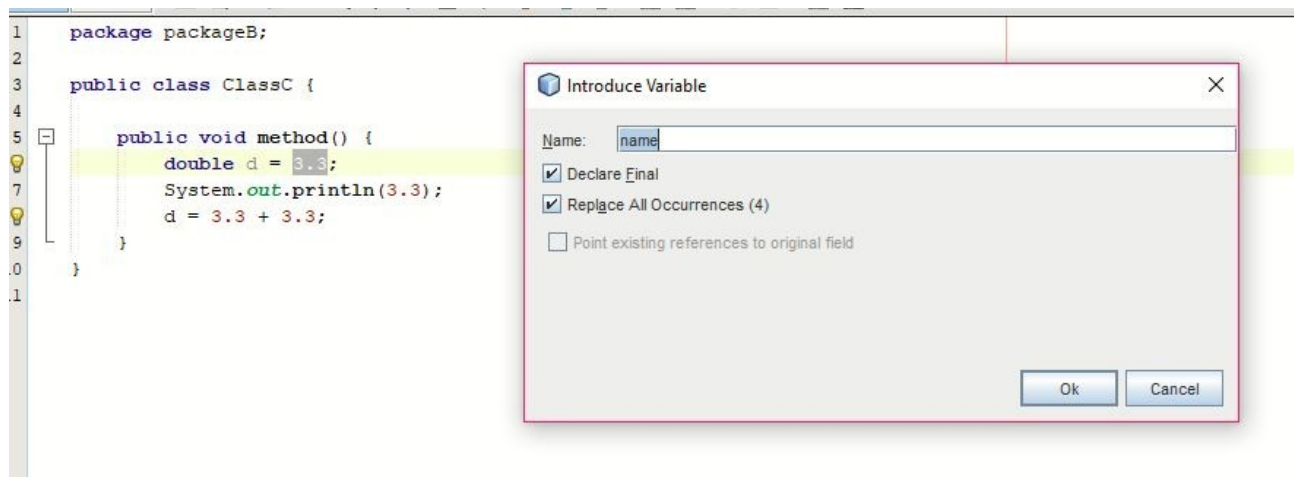 1 package packageB;
2
3 public class ClassC {
4
5 public void method() {
double d = 3.3;
7 System.out.println(3.3);
d = 3.3 + 3.3;
9 }
.0 }
.1
Introduce Variable
Name: name
Declare Final
Replace All Occurrences (4)
Point existing references to original field
Ok Cancel